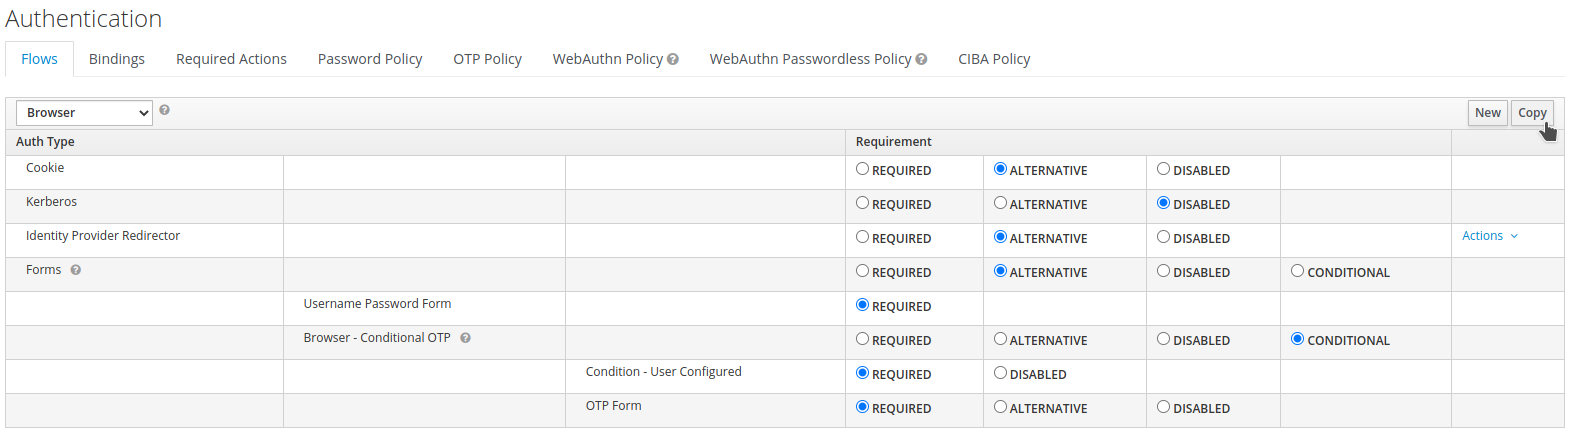 Authentication
Flows Bindings Required Actions Password Policy OTP Policy WebAuthn Policy WebAuthn Passwordless Policy CIBA Policy
Browser New Copy
Auth Type Requirement
Cookie REQUIRED ALTERNATIVE DISABLED
Kerberos REQUIRED ALTERNATIVE DISABLED
Identity Provider Redirector REQUIRED ALTERNATIVE DISABLED Actions
Forms REQUIRED ALTERNATIVE DISABLED CONDITIONAL
Username Password Form REQUIRED
Browser - Conditional OTP REQUIRED ALTERNATIVE DISABLED CONDITIONAL
Condition - User Configured REQUIRED DISABLED
OTP Form REQUIRED ALTERNATIVE DISABLED